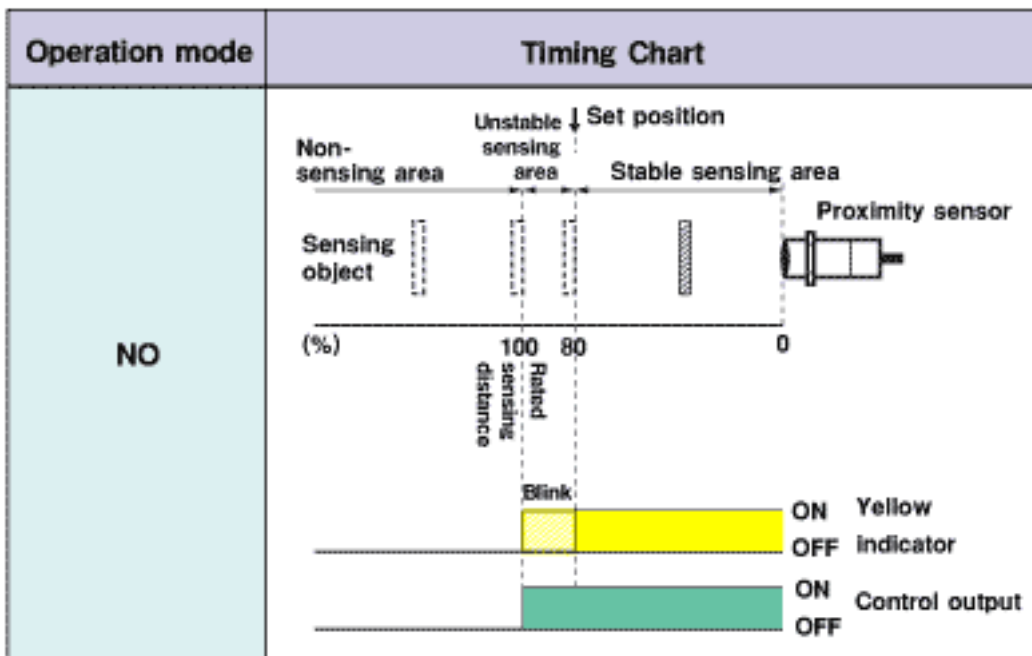 Operation mode
Timing Chart
NO
Unstable
sensing
area
Set position
Non-
sensing area
Stable sensing area
Proximity sensor
Sensing
object
(%)
100
80
0
Rated
sensing
distance
Blink
ON
OFF
Yellow
indicator
ON
OFF
Control output